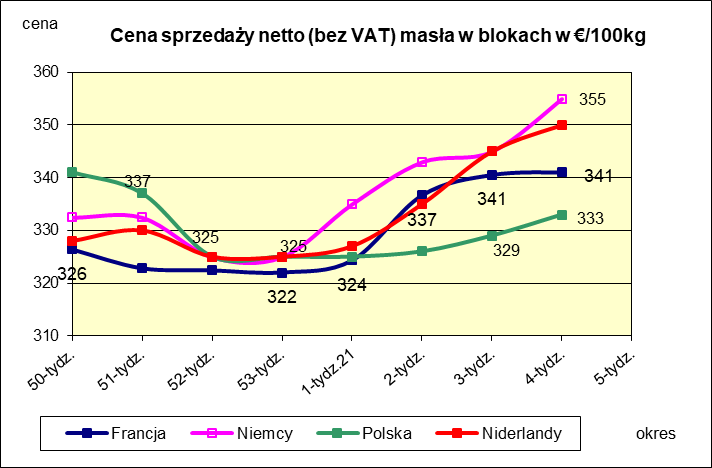 cena
Cena sprzedaży netto (bez VAT) masła w blokach w €/100kg
360
350
340
330
320
310
355
341
333
337
341
329
337
325
325
326
322
324
50-tydz.
51-tydz.
52-tydz.
53-tydz.
1-tydz.21
2-tydz.
3-tydz.
4-tydz.
5-tydz.
Francja Niemcy Polska Niderlandy
okres